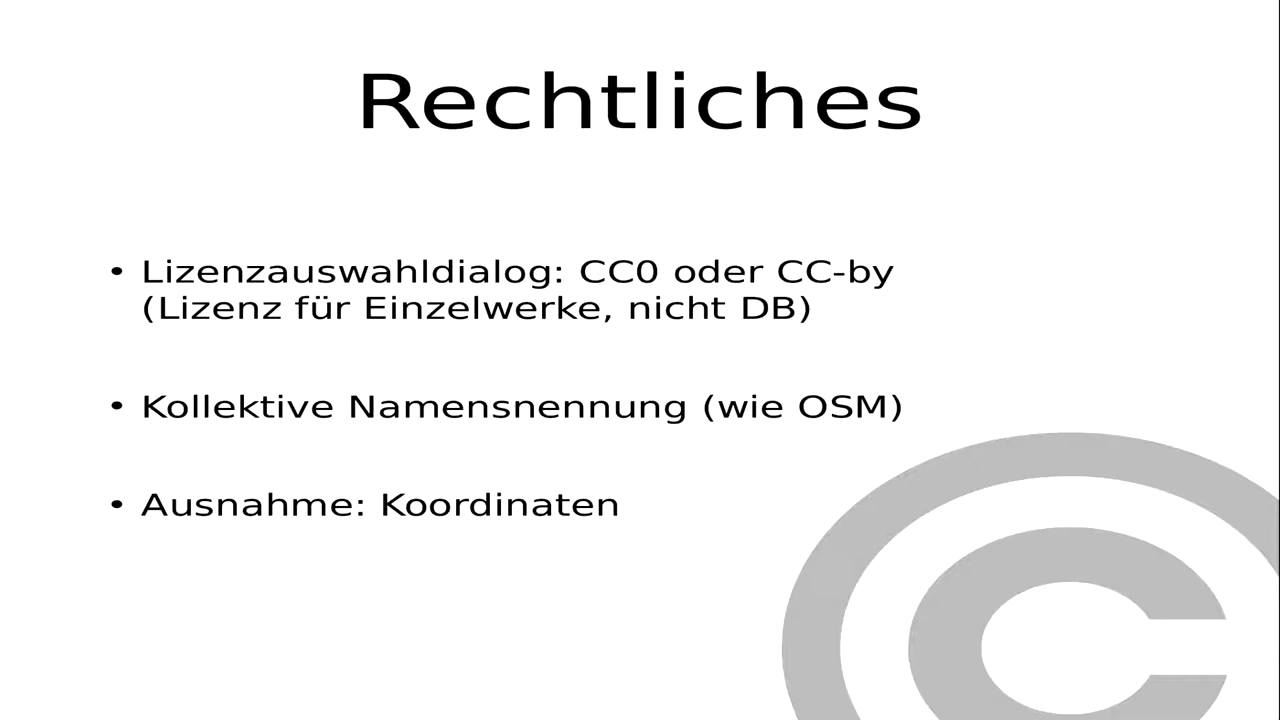 Rechtliches
• Lizenzauswahldialog: CC0 oder CC-by
(Lizenz für Einzelwerke, nicht DB)
• Kollektive Namensnennung (wie OSM)
• Ausnahme: Koordinaten